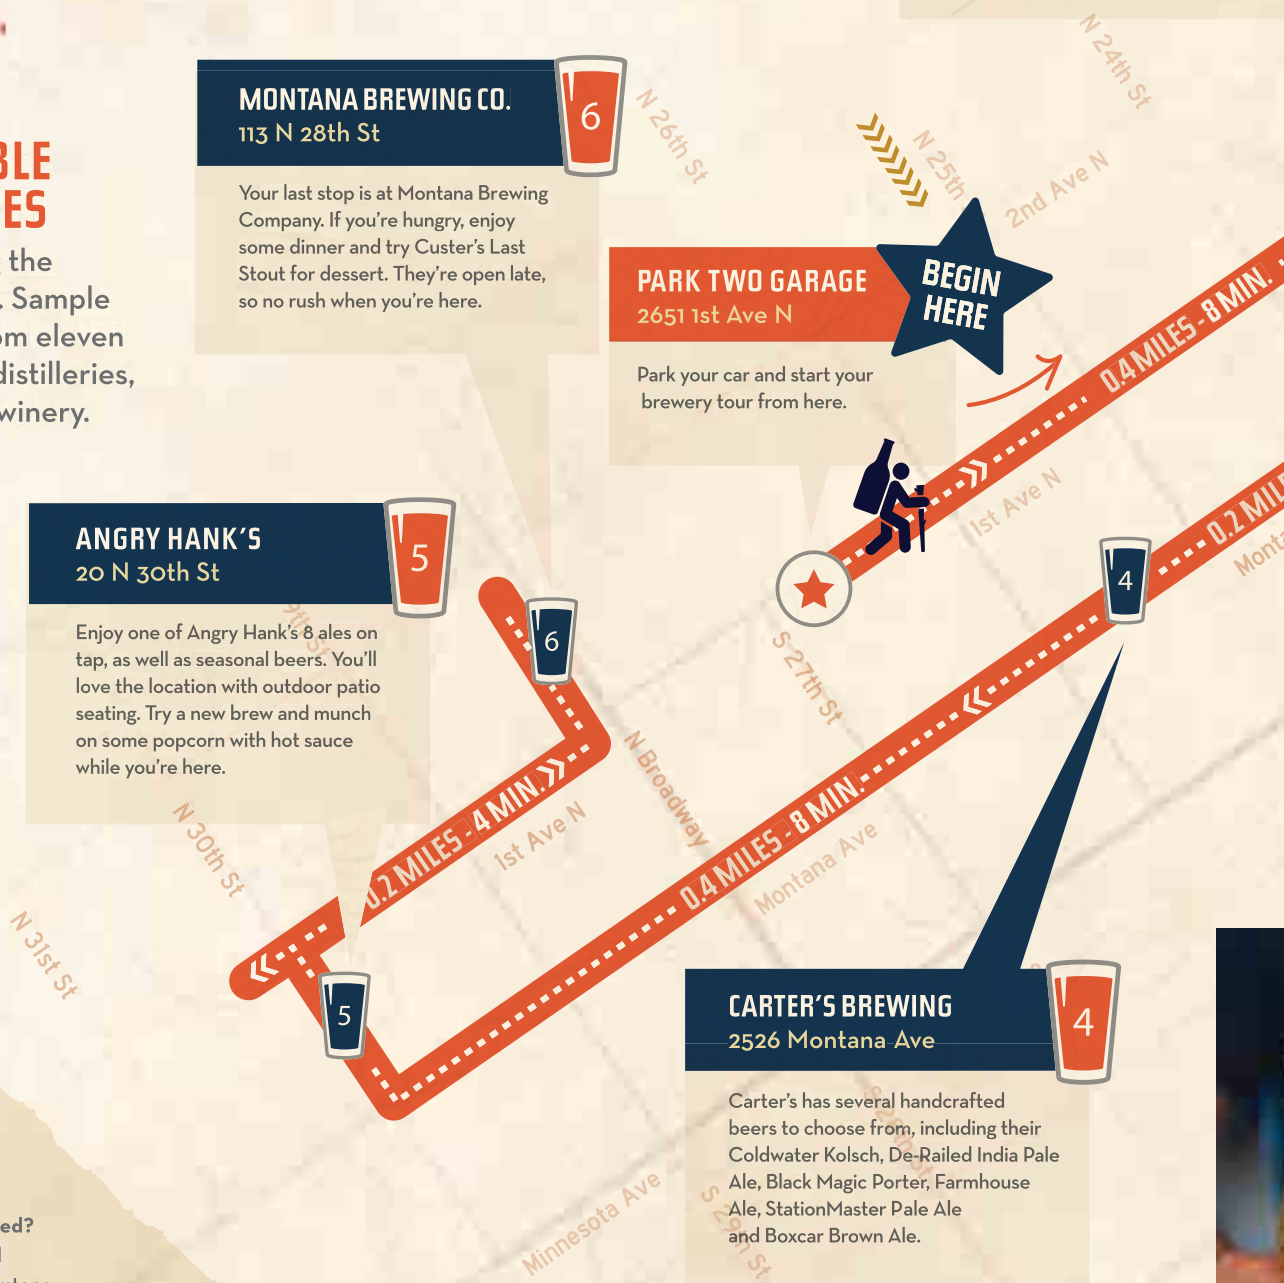 MONTANA BREWING CO.
113 N 28th St
6
Your last stop is at Montana Brewing
Company. If you're hungry, enjoy
some dinner and try Custer's Last
Stout for dessert. They're open late,
so no rush when you're here.
N 26th St
N 24th St
N 25th
2nd Ave N
the
Sample
eleven
distilleries,
winery.
PARK TWO GARAGE
2651 1st Ave N
BEGIN
HERE
Park your car and start your
brewery tour from here.
0.4 MILES - 8 MIN.
1st Ave N
0.2 MILE
ANGRY HANK'S
20 N 30th St
5
Enjoy one of Angry Hank's 8 ales on
tap, as well as seasonal beers. You'll
love the location with outdoor patio
seating. Try a new brew and munch
on some popcorn with hot sauce
while you're here.
6
4
S 27th St
N Broadway
0.2 MILES - 4 MIN.
1st Ave N
0.4 MILES - 8 MIN.
Montana Ave
N 30th St
N 31st St
5
CARTER'S BREWING
2526 Montana Ave
4
Carter's has several handcrafted
beers to choose from, including their
Coldwater Kolsch, De-Railed India Pale
Ale, Black Magic Porter, Farmhouse
Ale, StationMaster Pale Ale
and Boxcar Brown Ale.
Minnesota Ave
S 29th St